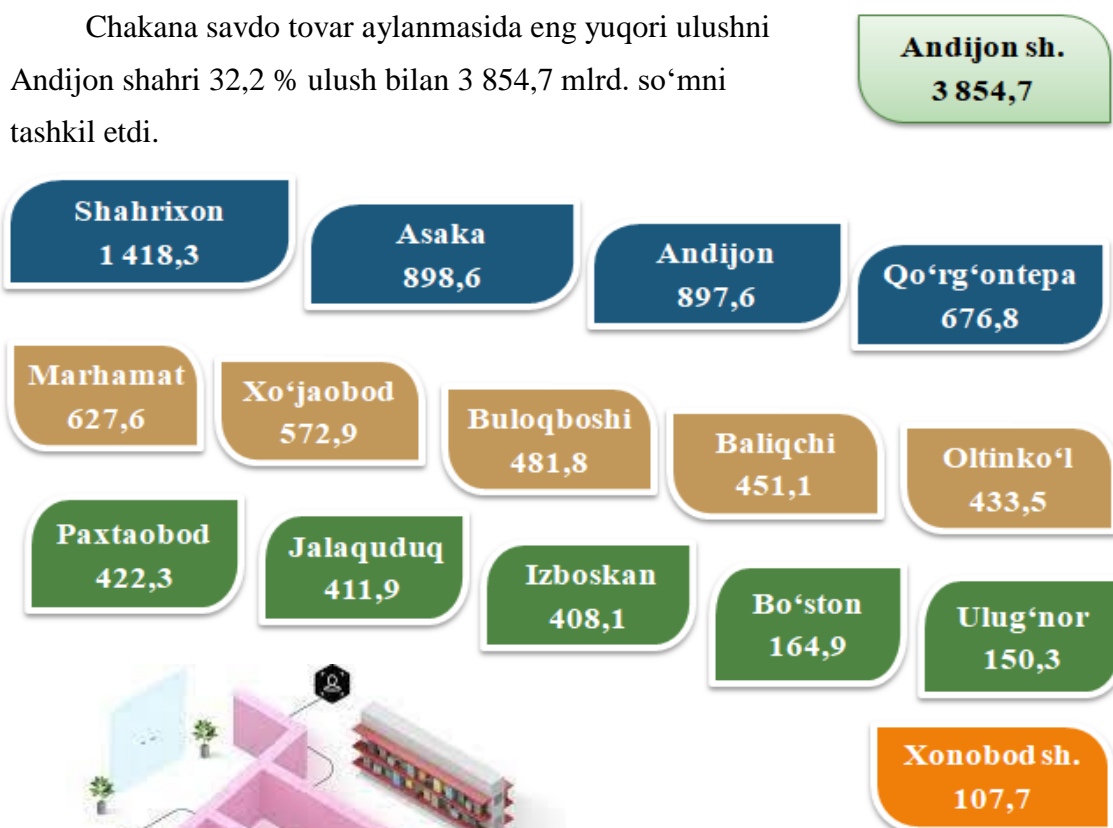 Chakana savdo tovar aylanmasida eng yuqori ulushni
Andijon shahri 32,2 % ulush bilan 3 854,7 mlrd. so‘mni
tashkil etdi.
Andijon sh.
3 854,7
Shahrixon
1 418,3
Asaka
898,6
Andijon
897,6
Qo‘rg‘ontepa
676,8
Marhamat
627,6
Xo‘jaobod
572,9
Buloqboshi
481,8
Baliqchi
451,1
Oltinko‘l
433,5
Paxtaobod
422,3
Jalaquduq
411,9
Izboskan
408,1
Bo‘ston
164,9
Ulug‘nor
150,3
Xonobod sh.
107,7